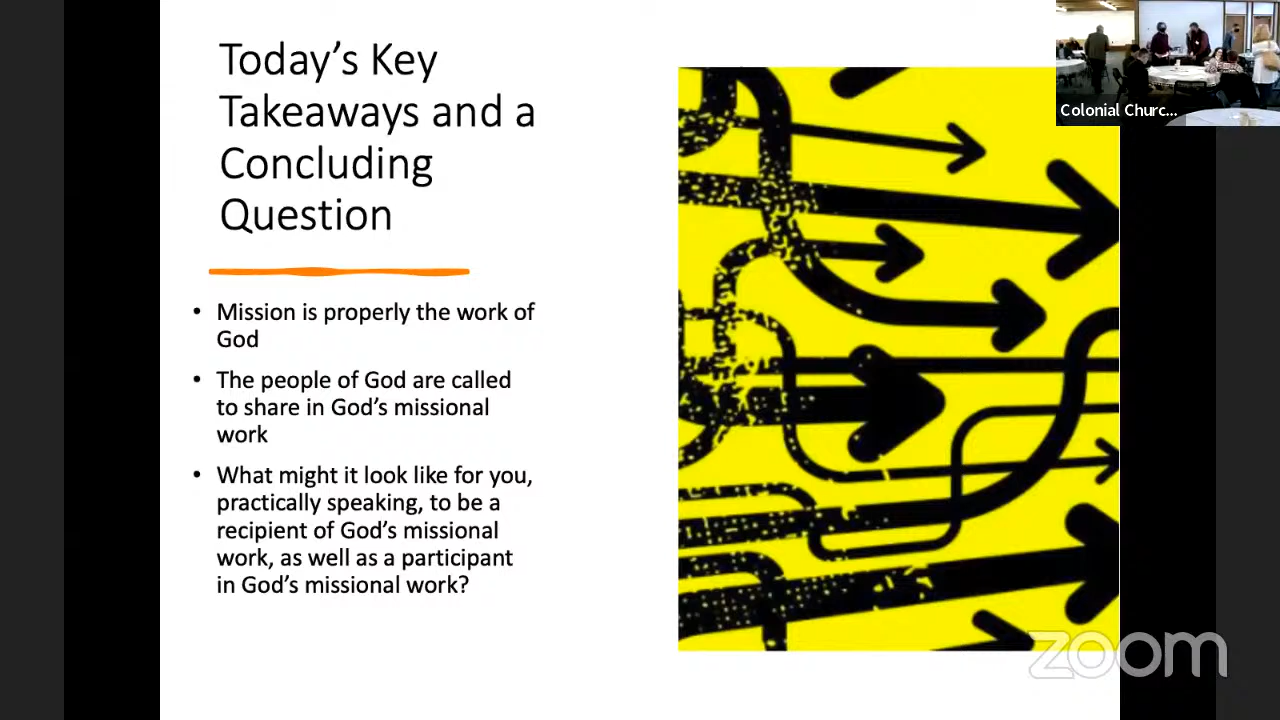 Today’s Key
Takeaways and a
Concluding
Question
• Mission is properly the work of
God
• The people of God are called
to share in God’s missional
work
• What might it look like for you,
practically speaking, to be a
recipient of God’s missional
work, as well as a participant
in God’s missional work?
Colonial Churc...
zoom